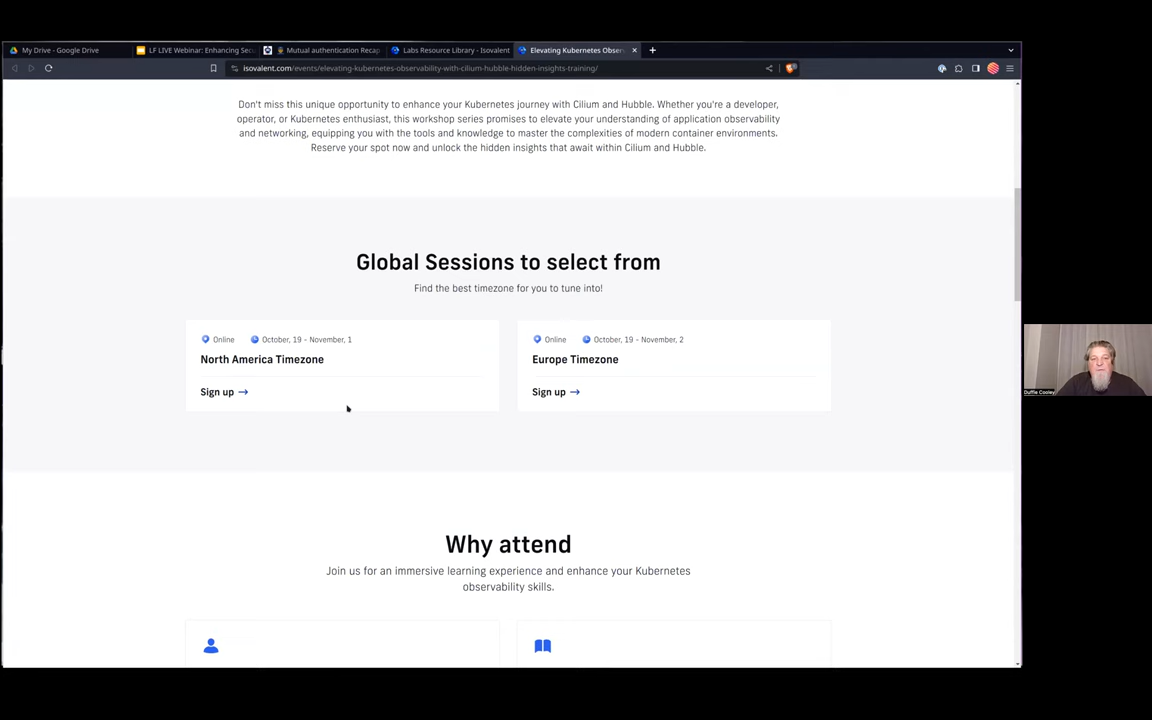 My Drive - Google Drive
LF LIVE Webinar: Enhancing Sec
Mutual authentication Recap
Labs Resource Library - Isovalent
Elevating Kubernetes Obser
isovalent.com/events/elevating-kubernetes-observability-with-cilium-hubble-hidden-insights-training/
Don't miss this unique opportunity to enhance your Kubernetes journey with Cilium and Hubble. Whether you're a developer,
operator, or Kubernetes enthusiast, this workshop series promises to elevate your understanding of application observability
and networking, equipping you with the tools and knowledge to master the complexities of modern container environments.
Reserve your spot now and unlock the hidden insights that await within Cilium and Hubble.
Global Sessions to select from
Find the best timezone for you to tune into!
Online October, 19 - November, 1
North America Timezone
Sign up →
Online October, 19 - November, 2
Europe Timezone
Sign up →
Why attend
Join us for an immersive learning experience and enhance your Kubernetes
observability skills.
Duffie Cooley